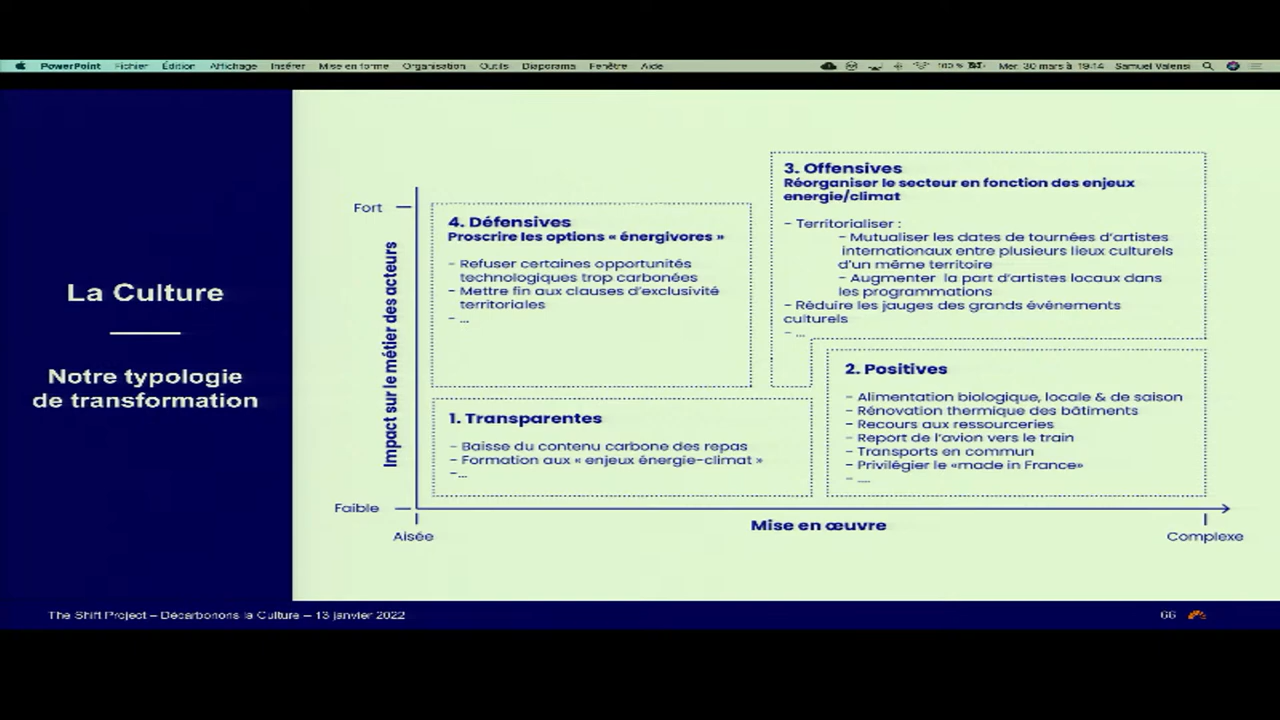 PowerPoint Fichier Édition Affichage Insérer Mise en forme Organisation Outils Diaporama Fenêtre Aide 100 % Mer. 30 mars à 19:14 Samuel Valensi
La Culture
Notre typologie
de transformation
Impact sur le métier des acteurs
Fort
Faible
4. Défensives
Proscrire les options « énergivores »
- Refuser certaines opportunités
technologiques trop carbonées
- Mettre fin aux clauses d'exclusivité
territoriales
- ...
3. Offensives
Réorganiser le secteur en fonction des enjeux
energie/climat
- Territorialiser :
- Mutualiser les dates de tournées d'artistes
internationaux entre plusieurs lieux culturels
d'un même territoire
- Augmenter la part d'artistes locaux dans
les programmations
- Réduire les jauges des grands événements
culturels
- ...
1. Transparentes
- Baisse du contenu carbone des repas
- Formation aux « enjeux énergie-climat »
-...
2. Positives
- Alimentation biologique, locale & de saison
- Rénovation thermique des bâtiments
- Recours aux ressourceries
- Report de l'avion vers le train
- Transports en commun
- Privilégier le «made in France»
- ....
Mise en œuvre
Aisée
Complexe
The Shift Project – Décarbonons la Culture – 13 janvier 2022
66